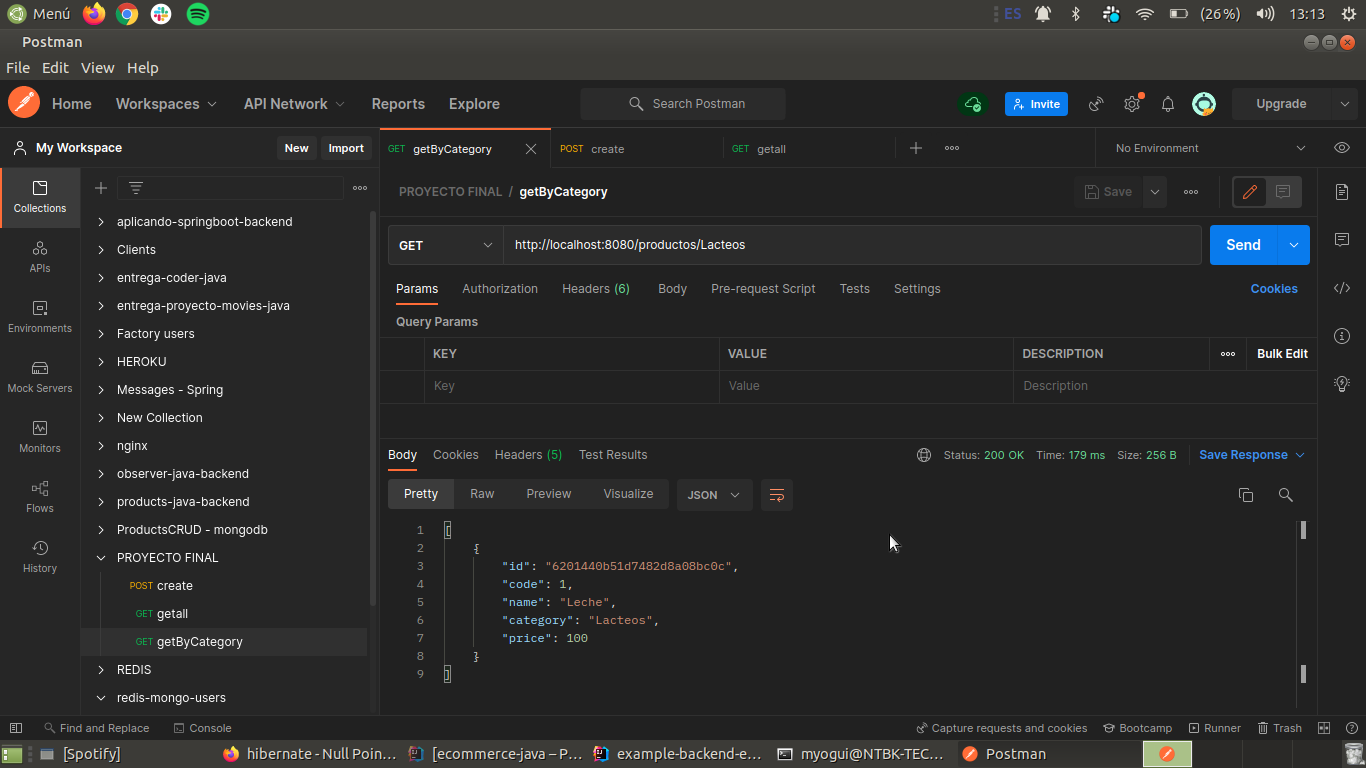 Menú ES (26%) 13:13
Postman
File Edit View Help
Home Workspaces API Network Reports Explore Search Postman Invite Upgrade
My Workspace New Import GET getByCategory POST create GET getall No Environment
PROYECTO FINAL / getByCategory Save
Collections
APIs
Environments
Mock Servers
Monitors
Flows
History
aplicando-springboot-backend
Clients
entrega-coder-java
entrega-proyecto-movies-java
Factory users
HEROKU
Messages - Spring
New Collection
nginx
observer-java-backend
products-java-backend
ProductsCRUD - mongodb
PROYECTO FINAL
POST create
GET getall
GET getByCategory
REDIS
redis-mongo-users
GET http://localhost:8080/productos/Lacteos Send
Params Authorization Headers (6) Body Pre-request Script Tests Settings Cookies
Query Params
KEY VALUE DESCRIPTION Bulk Edit
Key Value Description
Body Cookies Headers (5) Test Results Status: 200 OK Time: 179 ms Size: 256 B Save Response
Pretty Raw Preview Visualize JSON
1 [
2 {
3 "id": "6201440b51d7482d8a08bc0c",
4 "code": 1,
5 "name": "Leche",
6 "category": "Lacteos",
7 "price": 100
8 }
9 ]
Find and Replace Console Capture requests and cookies Bootcamp Runner Trash
[Spotify] hibernate - Null Poin... [ecommerce-java – P... example-backend-e... myogui@NTBK-TEC... Postman